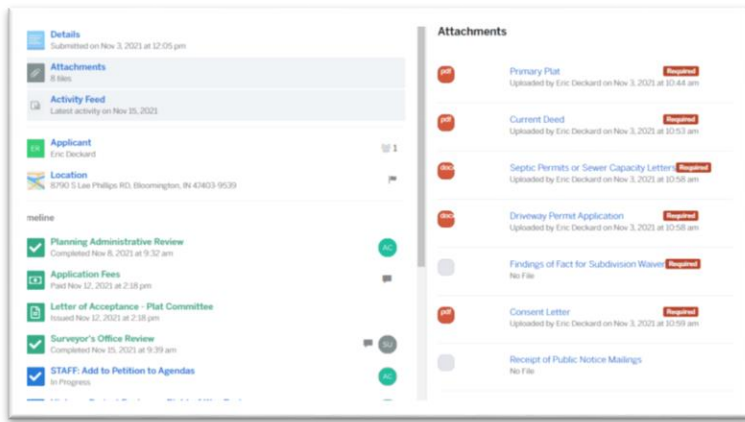 Details
Submitted on Nov 3, 2021 at 12:05 pm
Attachments
8 files
Activity Feed
Latest activity on Nov 15, 2021
ER
Applicant
Eric Deckard
1
Location
8790 S Lee Phillips RD, Bloomington, IN 47403-9539
meline
Planning Administrative Review
Completed Nov 8, 2021 at 9:32 am
AC
Application Fees
Paid Nov 12, 2021 at 2:18 pm
Letter of Acceptance - Plat Committee
Issued Nov 12, 2021 at 2:18 pm
Surveyor's Office Review
Completed Nov 15, 2021 at 9:39 am
SU
STAFF: Add to Petition to Agendas
In Progress
AC
Attachments
pdf
Primary Plat Required
Uploaded by Eric Deckard on Nov 3, 2021 at 10:44 am
pdf
Current Deed Required
Uploaded by Eric Deckard on Nov 3, 2021 at 10:53 am
docx
Septic Permits or Sewer Capacity Letters Required
Uploaded by Eric Deckard on Nov 3, 2021 at 10:58 am
docx
Driveway Permit Application Required
Uploaded by Eric Deckard on Nov 3, 2021 at 10:58 am
Findings of Fact for Subdivision Waiver Required
No File
pdf
Consent Letter Required
Uploaded by Eric Deckard on Nov 3, 2021 at 10:59 am
Receipt of Public Notice Mailings
No File